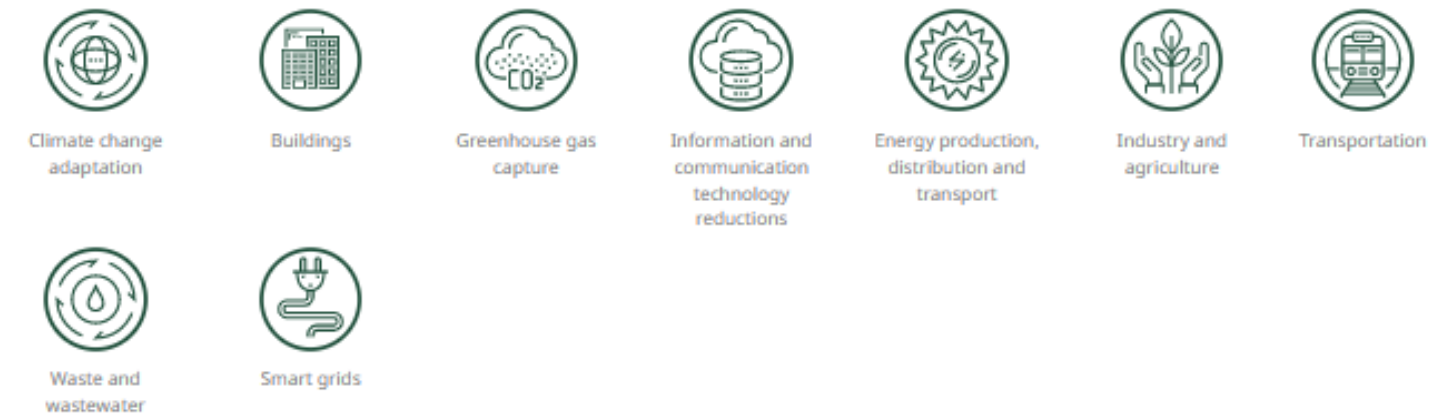 CO₂
Climate change
adaptation
Buildings
Greenhouse gas
capture
Information and
communication
technology
reductions
Energy production,
distribution and
transport
Industry and
agriculture
Transportation
Waste and
wastewater
Smart grids